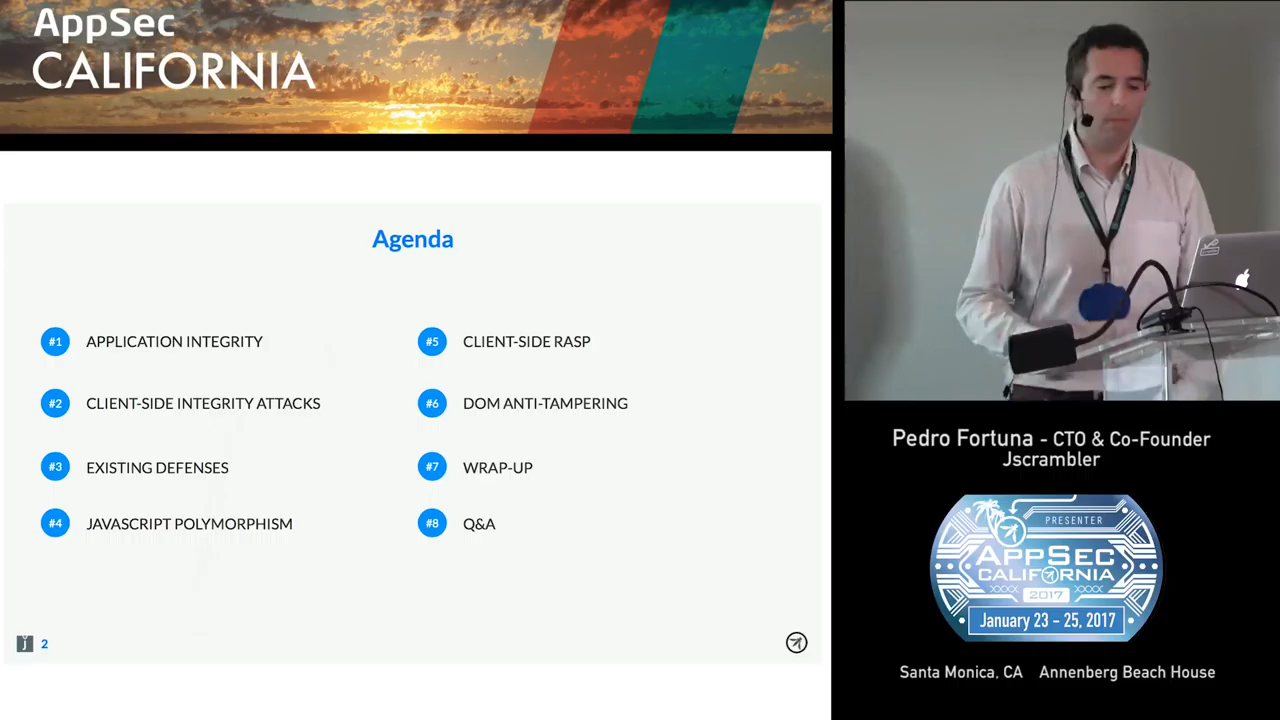 AppSec
CALIFORNIA
Agenda
#1 APPLICATION INTEGRITY
#2 CLIENT-SIDE INTEGRITY ATTACKS
#3 EXISTING DEFENSES
#4 JAVASCRIPT POLYMORPHISM
#5 CLIENT-SIDE RASP
#6 DOM ANTI-TAMPERING
#7 WRAP-UP
#8 Q&A
j 2
Pedro Fortuna - CTO & Co-Founder
Jscrambler
PRESENTER
APPSEC
CALIFORNIA
2017
January 23 - 25, 2017
Santa Monica, CA Annenberg Beach House